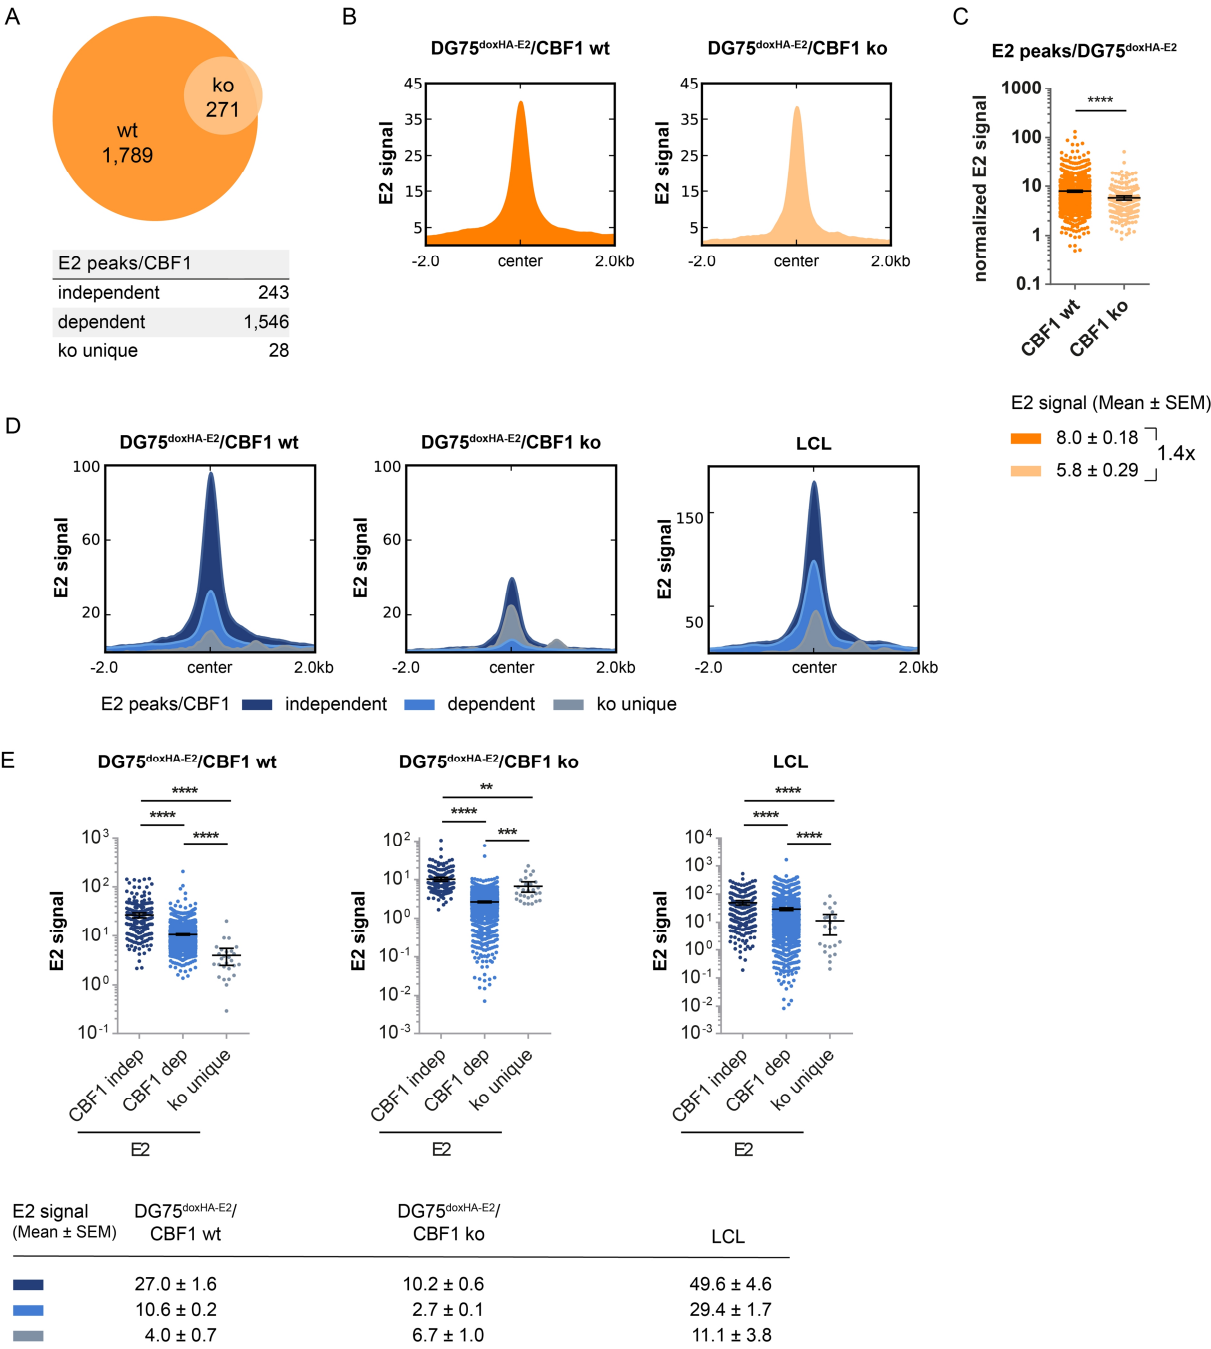 A
ko
271
wt
1,789
E2 peaks/CBF1
independent 243
dependent 1,546
ko unique 28
B
DG75doxHA-E2/CBF1 wt
E2 signal
45
35
25
15
5
-2.0 center 2.0kb
DG75doxHA-E2/CBF1 ko
E2 signal
45
35
25
15
5
-2.0 center 2.0kb
C
E2 peaks/DG75doxHA-E2
normalized E2 signal
****
1000
100
10
1
0.1
CBF1 wt
CBF1 ko
E2 signal (Mean ± SEM)
8.0 ± 0.18
5.8 ± 0.29
1.4x
D
DG75doxHA-E2/CBF1 wt
E2 signal
100
60
20
-2.0 center 2.0kb
DG75doxHA-E2/CBF1 ko
E2 signal
100
60
20
-2.0 center 2.0kb
LCL
E2 signal
150
50
-2.0 center 2.0kb
E2 peaks/CBF1 independent dependent ko unique
E
DG75doxHA-E2/CBF1 wt
****
****
****
E2 signal
103
102
101
100
10-1
CBF1 indep
CBF1 dep
ko unique
E2
DG75doxHA-E2/CBF1 ko
**
****
***
E2 signal
102
101
100
10-1
10-2
10-3
CBF1 indep
CBF1 dep
ko unique
E2
LCL
****
****
****
E2 signal
104
103
102
101
100
10-1
10-2
10-3
CBF1 indep
CBF1 dep
ko unique
E2
E2 signal DG75doxHA-E2/ DG75doxHA-E2/
(Mean ± SEM) CBF1 wt CBF1 ko LCL
27.0 ± 1.6 10.2 ± 0.6 49.6 ± 4.6
10.6 ± 0.2 2.7 ± 0.1 29.4 ± 1.7
4.0 ± 0.7 6.7 ± 1.0 11.1 ± 3.8